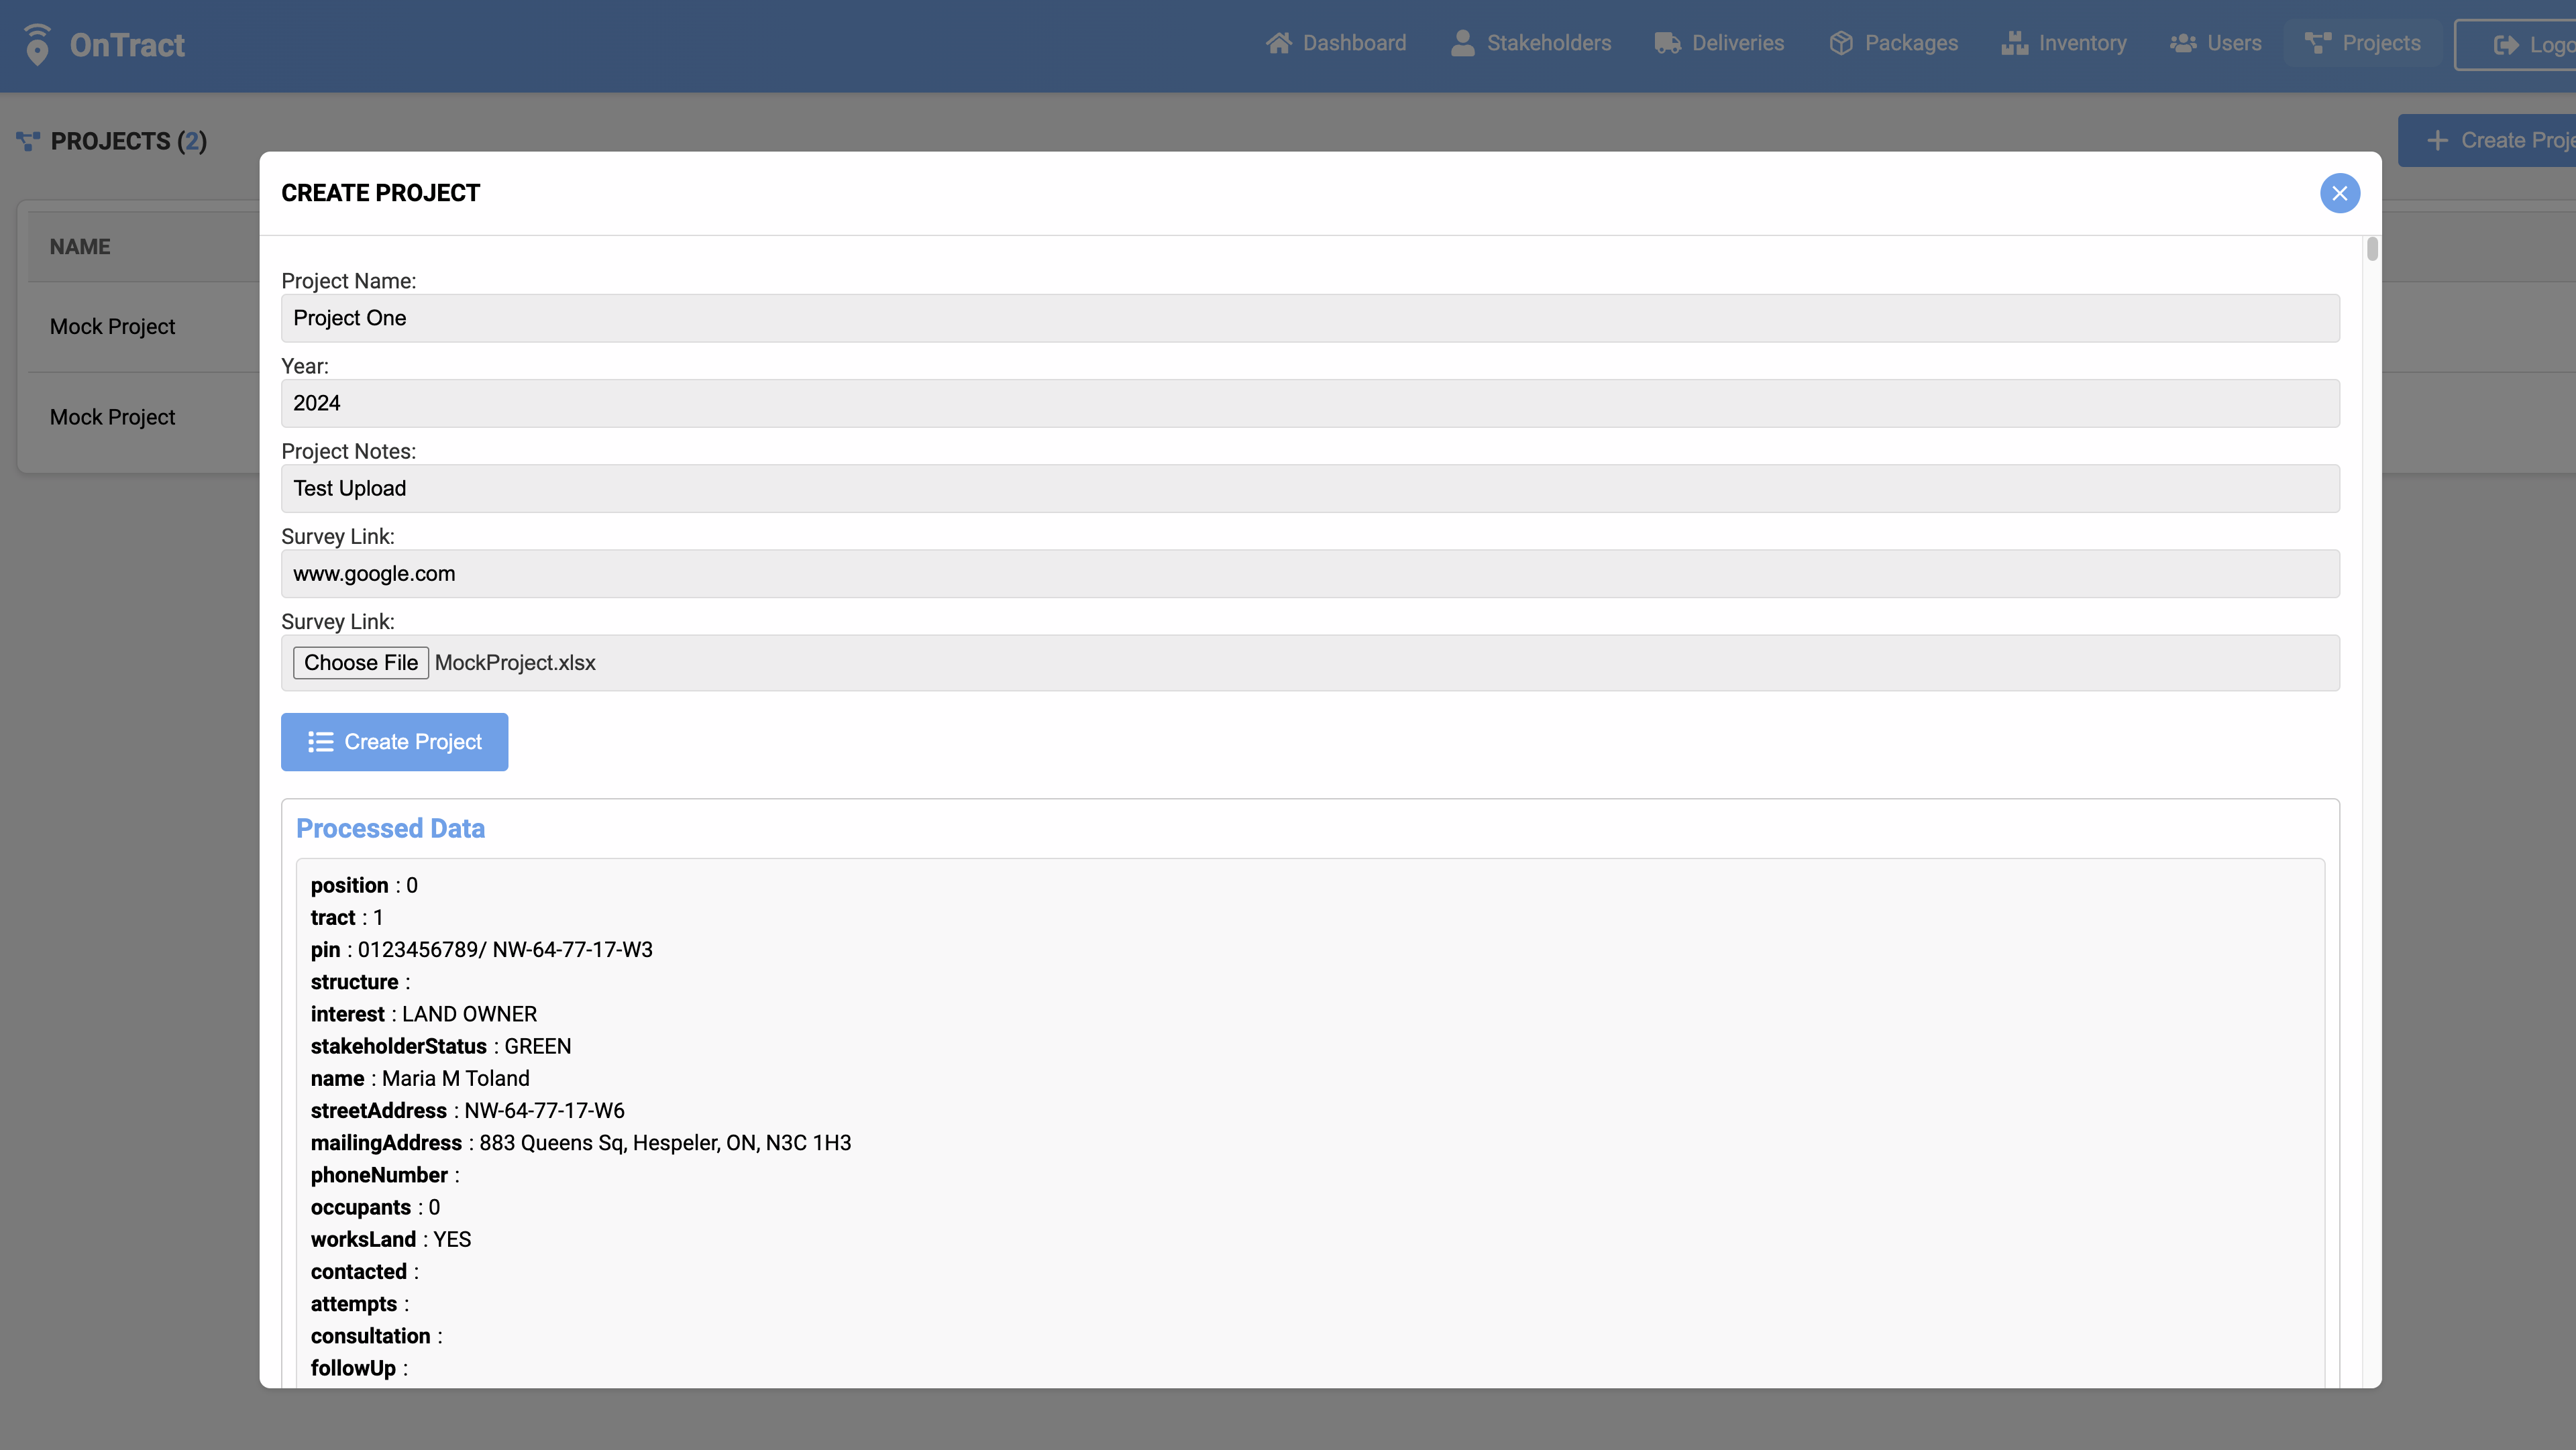 OnTract
Dashboard Stakeholders Deliveries Packages Inventory Users Projects Logo
PROJECTS (2)
Create Proje
CREATE PROJECT
NAME
Mock Project
Mock Project
Project Name:
Project One
Year:
2024
Project Notes:
Test Upload
Survey Link:
www.google.com
Survey Link:
Choose File MockProject.xlsx
Create Project
Processed Data
position : 0
tract : 1
pin : 0123456789/ NW-64-77-17-W3
structure :
interest : LAND OWNER
stakeholderStatus : GREEN
name : Maria M Toland
streetAddress : NW-64-77-17-W6
mailingAddress : 883 Queens Sq, Hespeler, ON, N3C 1H3
phoneNumber :
occupants : 0
worksLand : YES
contacted :
attempts :
consultation :
followUp :